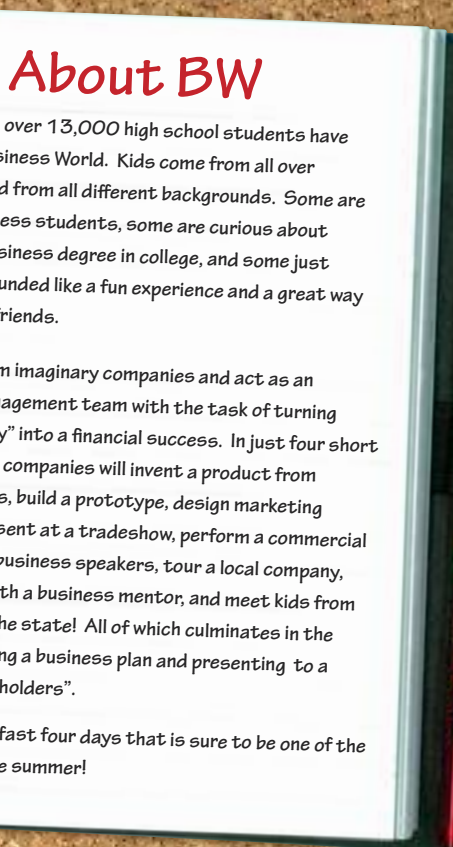 About BW
over 13,000 high school students have
siness World. Kids come from all over
d from all different backgrounds. Some are
ess students, some are curious about
siness degree in college, and some just
unded like a fun experience and a great way
riends.
m imaginary companies and act as an
agement team with the task of turning
y” into a financial success. In just four short
companies will invent a product from
s, build a prototype, design marketing
sent at a tradeshow, perform a commercial
business speakers, tour a local company,
th a business mentor, and meet kids from
he state! All of which culminates in the
ng a business plan and presenting to a
holders”.
fast four days that is sure to be one of the
e summer!